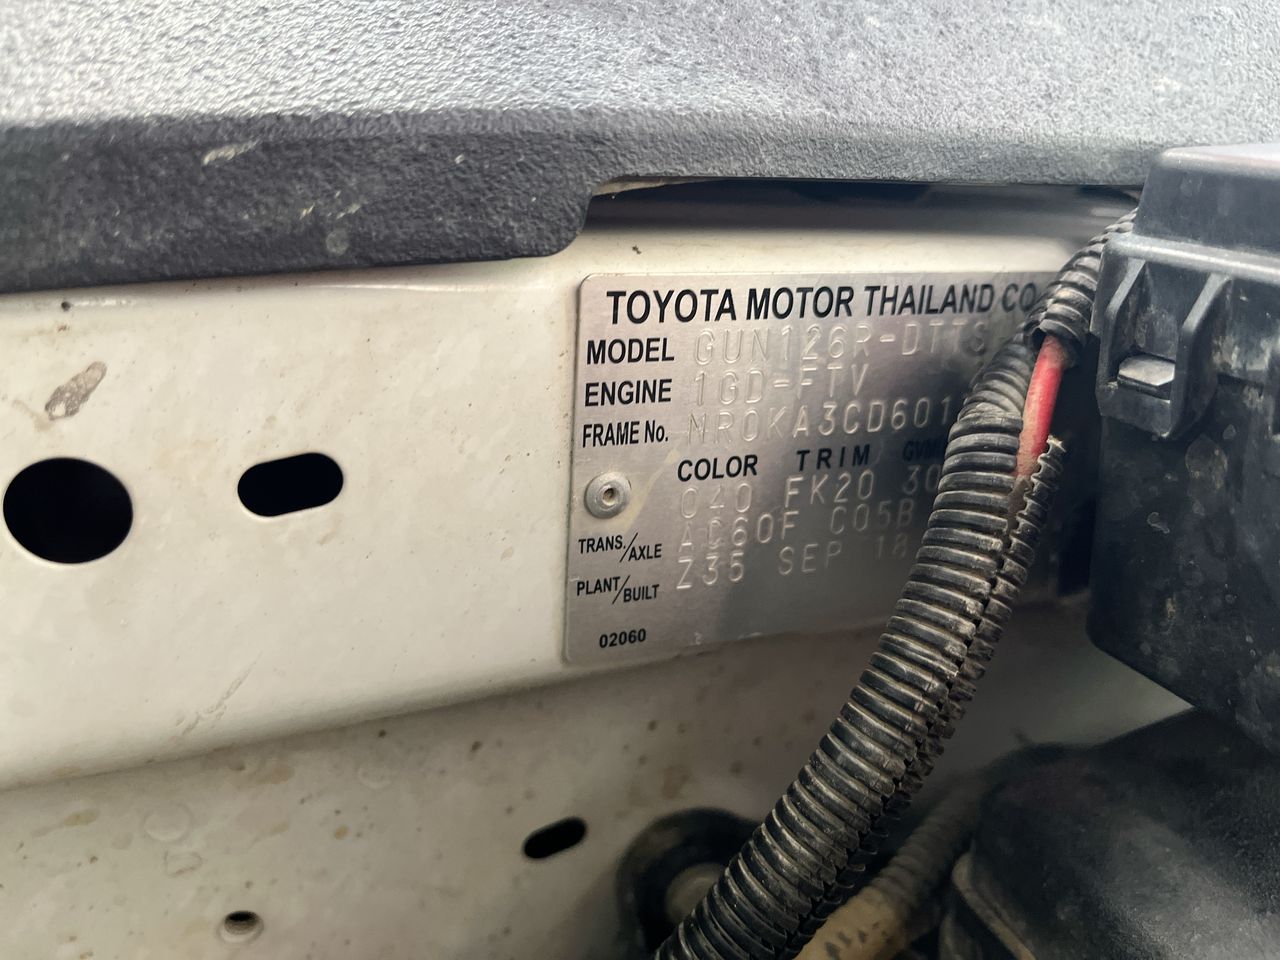 TOYOTA MOTOR THAILAND CO
MODEL GUN126R-DTTS
ENGINE 1GD-FTV
FRAME No. MR0KA3CD601
COLOR TRIM GVM
040 FK20 30
TRANS./AXLE AC60F C05B
PLANT/BUILT Z35 SEP 18
02060